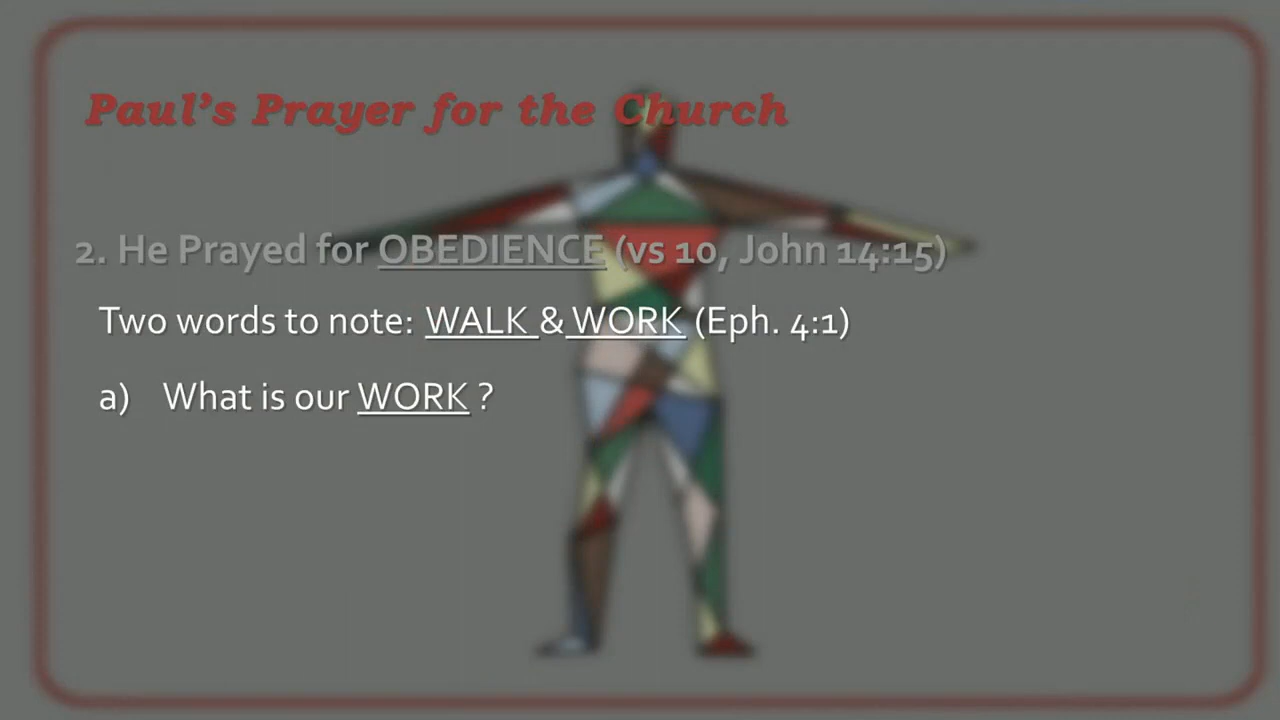 Paul's Prayer for the Church
2. He Prayed for OBEDIENCE (vs 10, John 14:15)
Two words to note: WALK & WORK (Eph. 4:1)
a) What is our WORK ?